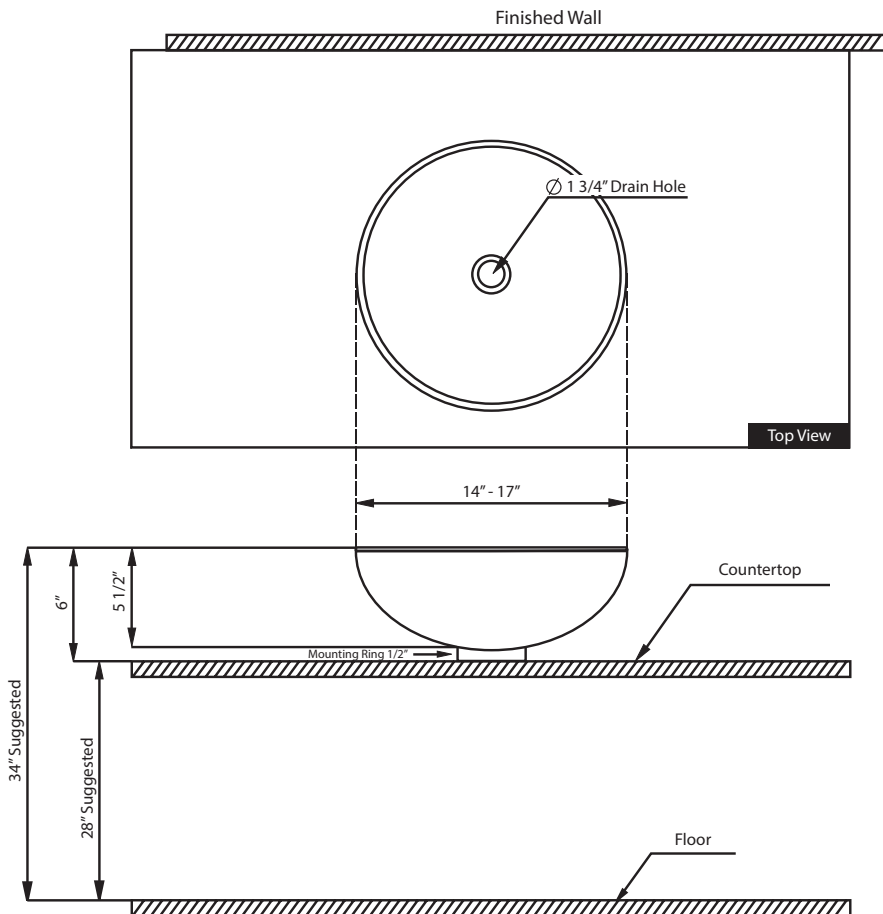 Finished Wall
∅ 1 3/4” Drain Hole
Top View
14” - 17”
6”
5 1/2”
Countertop
Mounting Ring 1/2”
34” Suggested
28” Suggested
Floor